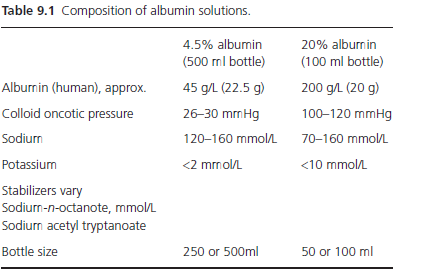 Table 9.1 Composition of albumin solutions.
4.5% albumin 20% albumin
(500 ml bottle) (100 ml bottle)
Albumin (human), approx. 45 g/L (22.5 g) 200 g/L (20 g)
Colloid oncotic pressure 26–30 mmHg 100–120 mmHg
Sodium 120–160 mmol/L 70–160 mmol/L
Potassium <2 mmol/L <10 mmol/L
Stabilizers vary
Sodium-n-octanote, mmol/L
Sodium acetyl tryptanoate
Bottle size 250 or 500ml 50 or 100 ml